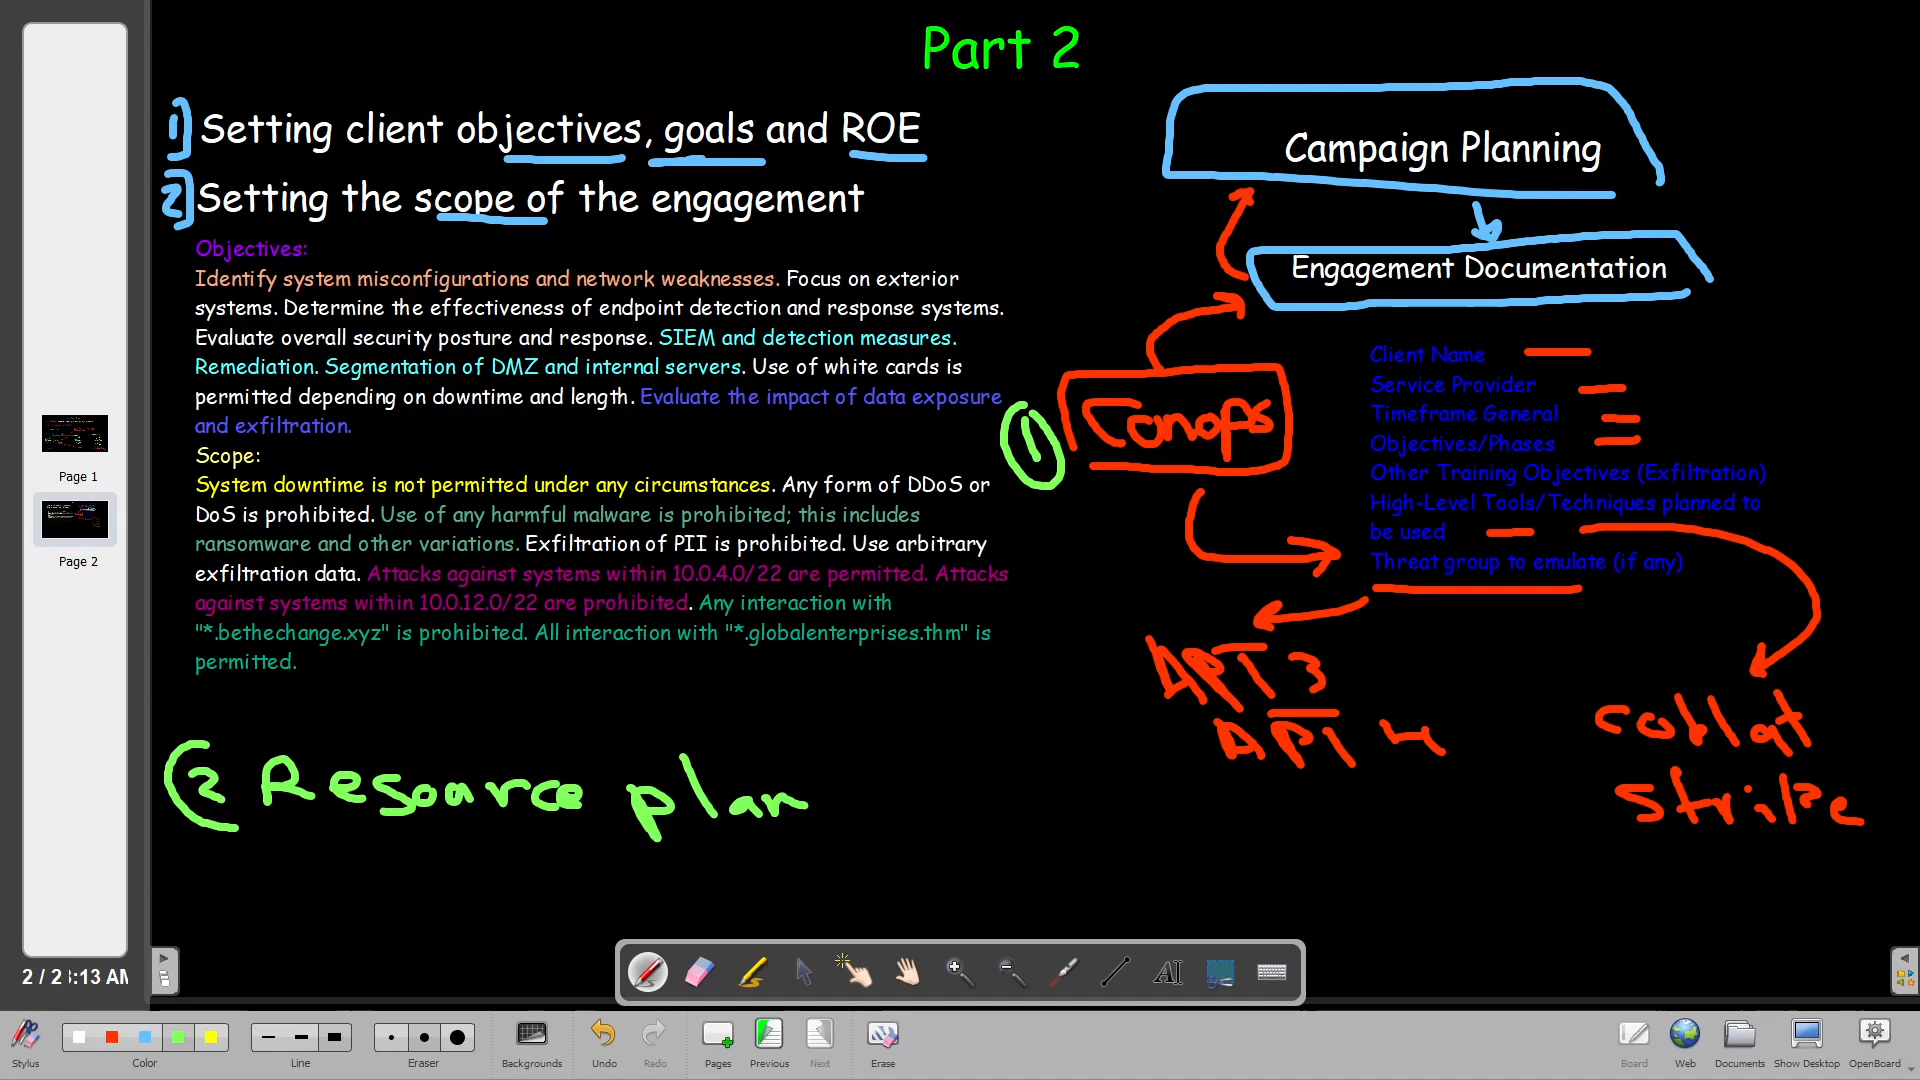 Part 2
1] Setting client objectives, goals and ROE
2] Setting the scope of the engagement
Objectives:
Identify system misconfigurations and network weaknesses. Focus on exterior
systems. Determine the effectiveness of endpoint detection and response systems.
Evaluate overall security posture and response. SIEM and detection measures.
Remediation. Segmentation of DMZ and internal servers. Use of white cards is
permitted depending on downtime and length. Evaluate the impact of data exposure
and exfiltration.
Scope:
System downtime is not permitted under any circumstances. Any form of DDoS or
DoS is prohibited. Use of any harmful malware is prohibited; this includes
ransomware and other variations. Exfiltration of PII is prohibited. Use arbitrary
exfiltration data. Attacks against systems within 10.0.4.0/22 are permitted. Attacks
against systems within 10.0.12.0/22 are prohibited. Any interaction with
"*.bethechange.xyz" is prohibited. All interaction with "*.globalenterprises.thm" is
permitted.
(2 Resource plan
Campaign Planning
Engagement Documentation
1
Conops
Client Name
Service Provider
Timeframe General
Objectives/Phases
Other Training Objectives (Exfiltration)
High-Level Tools/Techniques planned to
be used
Threat group to emulate (if any)
APT 3
APT 4
coblat
strike
Page 1
Page 2
2 / 2
:13 AM
AI
Stylus
Color
Line
Eraser
Backgrounds
Undo
Redo
Pages
Previous
Next
Erase
Board
Web
Documents
Show Desktop
OpenBoard